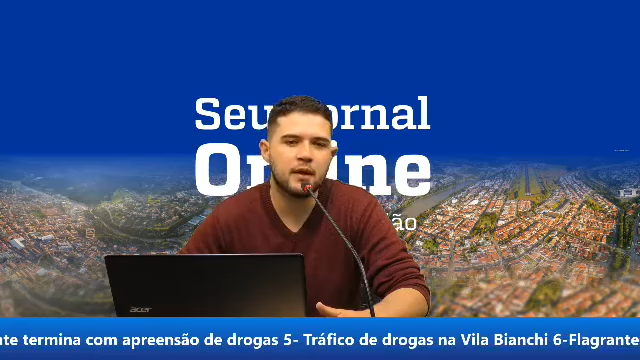 Seu Jornal
Online
ão
acer
te termina com apreensão de drogas 5- Tráfico de drogas na Vila Bianchi 6-Flagrante